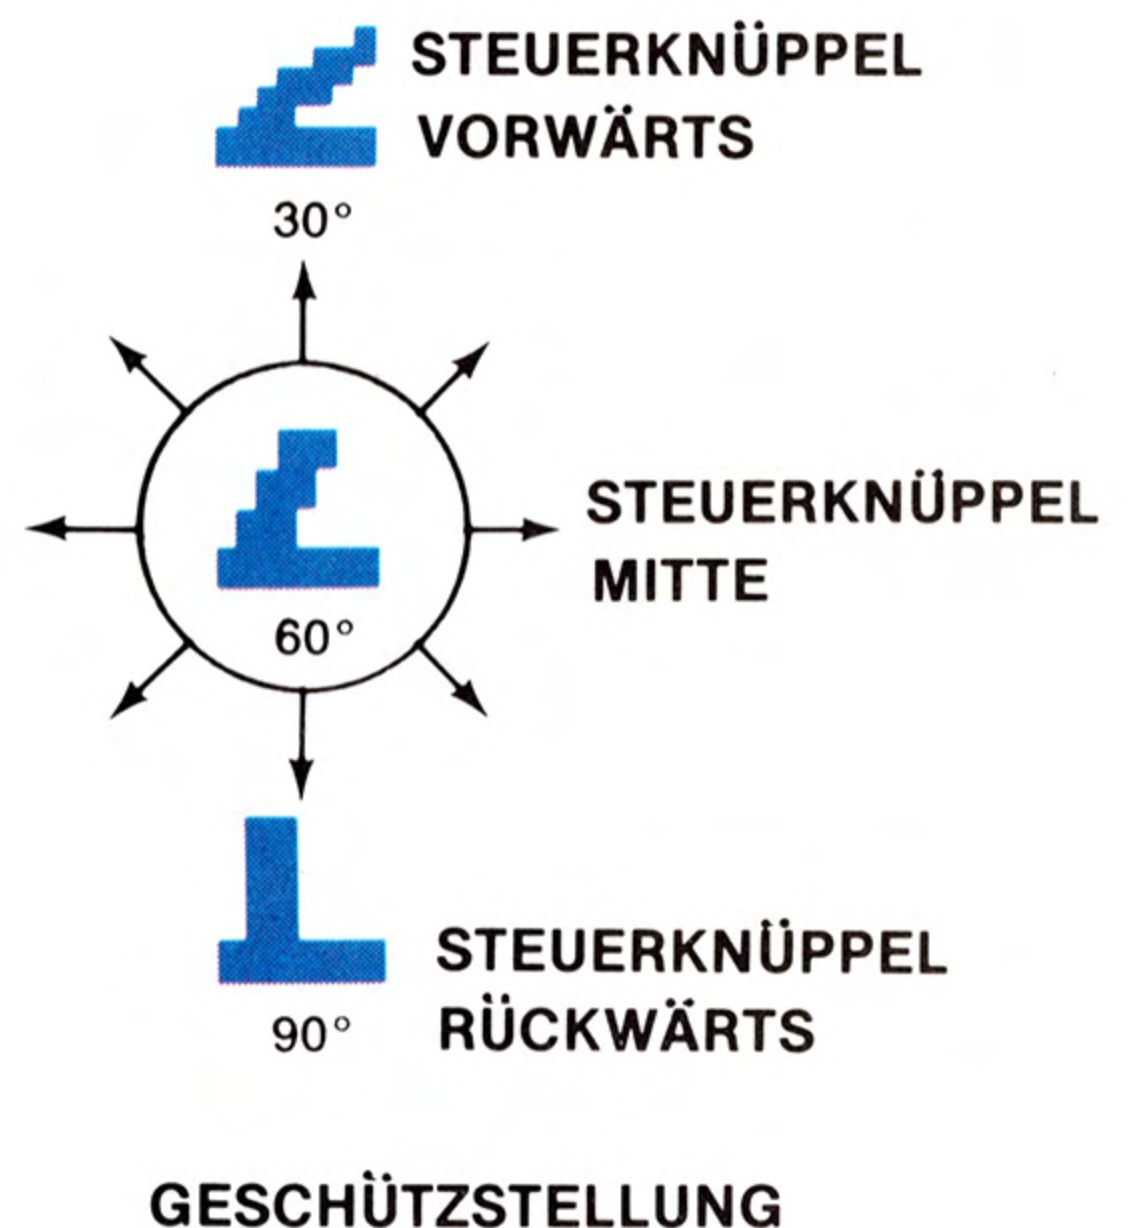 STEUERKNÜPPEL
VORWÄRTS
30°
60°
STEUERKNÜPPEL
MITTE
STEUERKNÜPPEL
RÜCKWÄRTS
90°
GESCHÜTZSTELLUNG